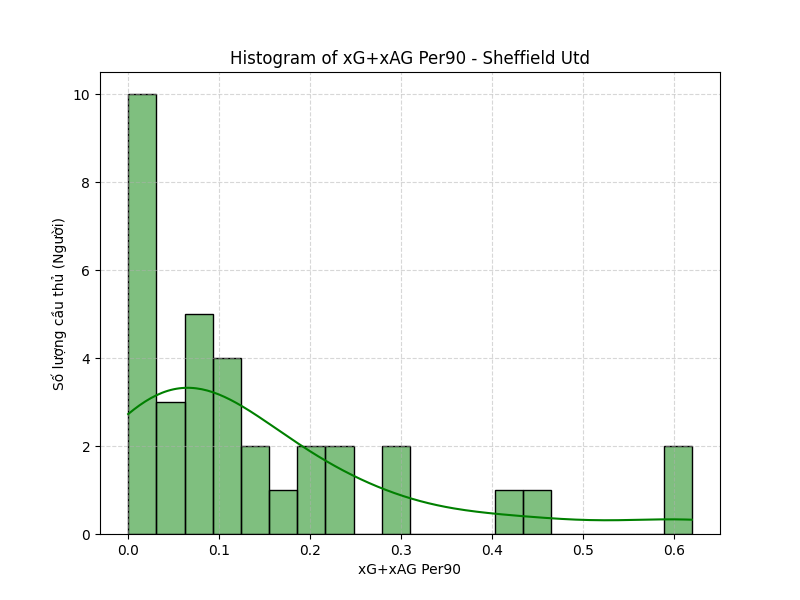 Histogram of xG+xAG Per90 - Sheffield Utd
Số lượng cầu thủ (Người)
10
8
6
4
2
0
0.0 0.1 0.2 0.3 0.4 0.5 0.6
xG+xAG Per90